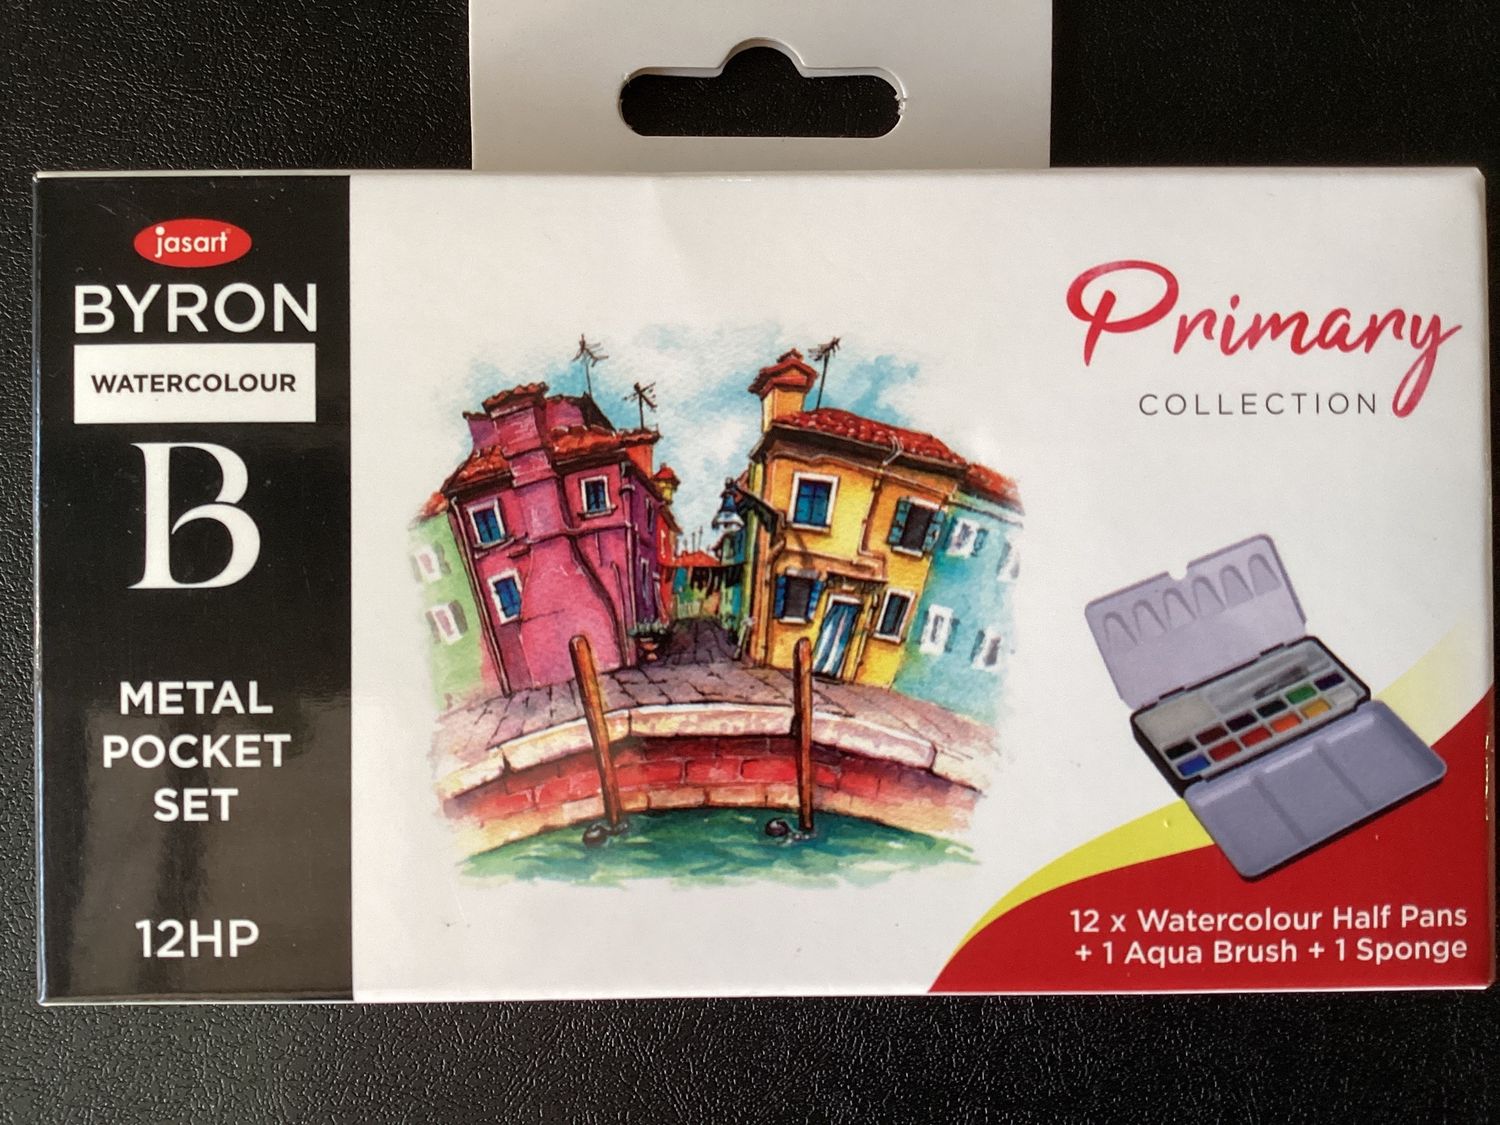 jasart
BYRON
WATERCOLOUR
B
METAL
POCKET
SET
12HP
Primary
COLLECTION
12 x Watercolour Half Pans
+ 1 Aqua Brush + 1 Sponge